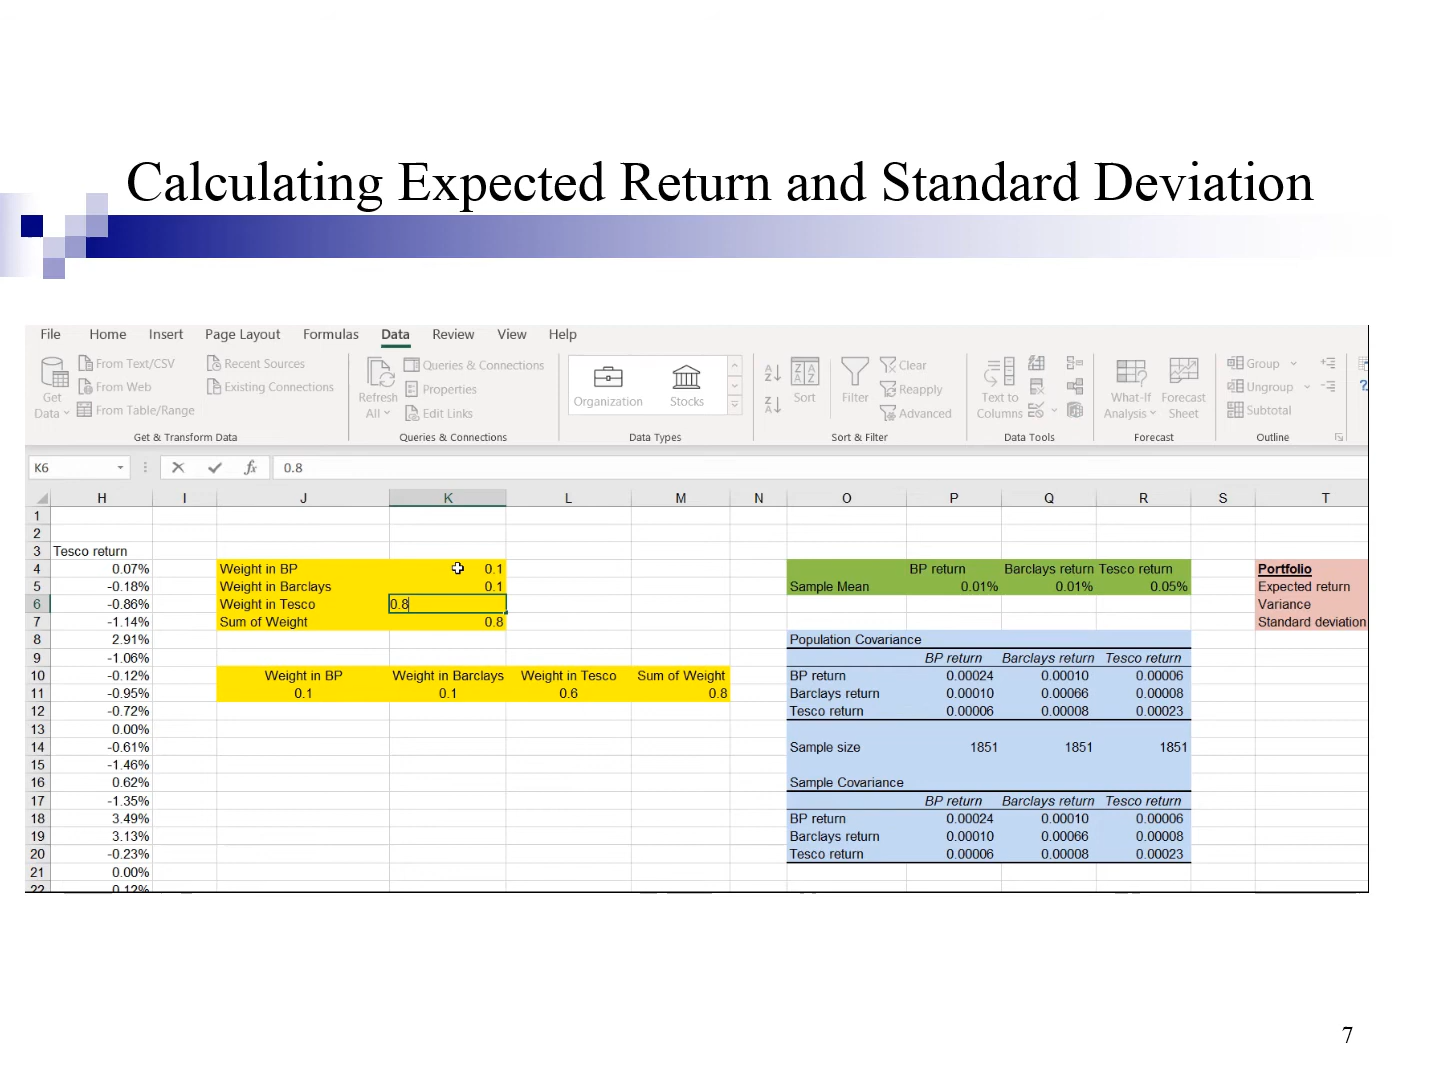 Calculating Expected Return and Standard Deviation
File Home Insert Page Layout Formulas Data Review View Help
Get Data
From Text/CSV
From Web
From Table/Range
Recent Sources
Existing Connections
Get & Transform Data
Refresh All
Queries & Connections
Properties
Edit Links
Queries & Connections
Organization Stocks
Data Types
Sort
Filter
Clear
Reapply
Advanced
Sort & Filter
Text to Columns
Data Tools
What-If Analysis
Forecast Sheet
Forecast
Group
Ungroup
Subtotal
Outline
K6 fx 0.8
H I J K L M N O P Q R S T
1
2
3 Tesco return
4 0.07% Weight in BP 0.1 BP return Barclays return Tesco return Portfolio
5 -0.18% Weight in Barclays 0.1 Sample Mean 0.01% 0.01% 0.05% Expected return
6 -0.86% Weight in Tesco 0.8 Variance
7 -1.14% Sum of Weight 0.8 Standard deviation
8 2.91% Population Covariance
9 -1.06% BP return Barclays return Tesco return
10 -0.12% Weight in BP Weight in Barclays Weight in Tesco Sum of Weight BP return 0.00024 0.00010 0.00006
11 -0.95% 0.1 0.1 0.6 0.8 Barclays return 0.00010 0.00066 0.00008
12 -0.72% Tesco return 0.00006 0.00008 0.00023
13 0.00%
14 -0.61% Sample size 1851 1851 1851
15 -1.46%
16 0.62% Sample Covariance
17 -1.35% BP return Barclays return Tesco return
18 3.49% BP return 0.00024 0.00010 0.00006
19 3.13% Barclays return 0.00010 0.00066 0.00008
20 -0.23% Tesco return 0.00006 0.00008 0.00023
21 0.00%
22 0.12%
7